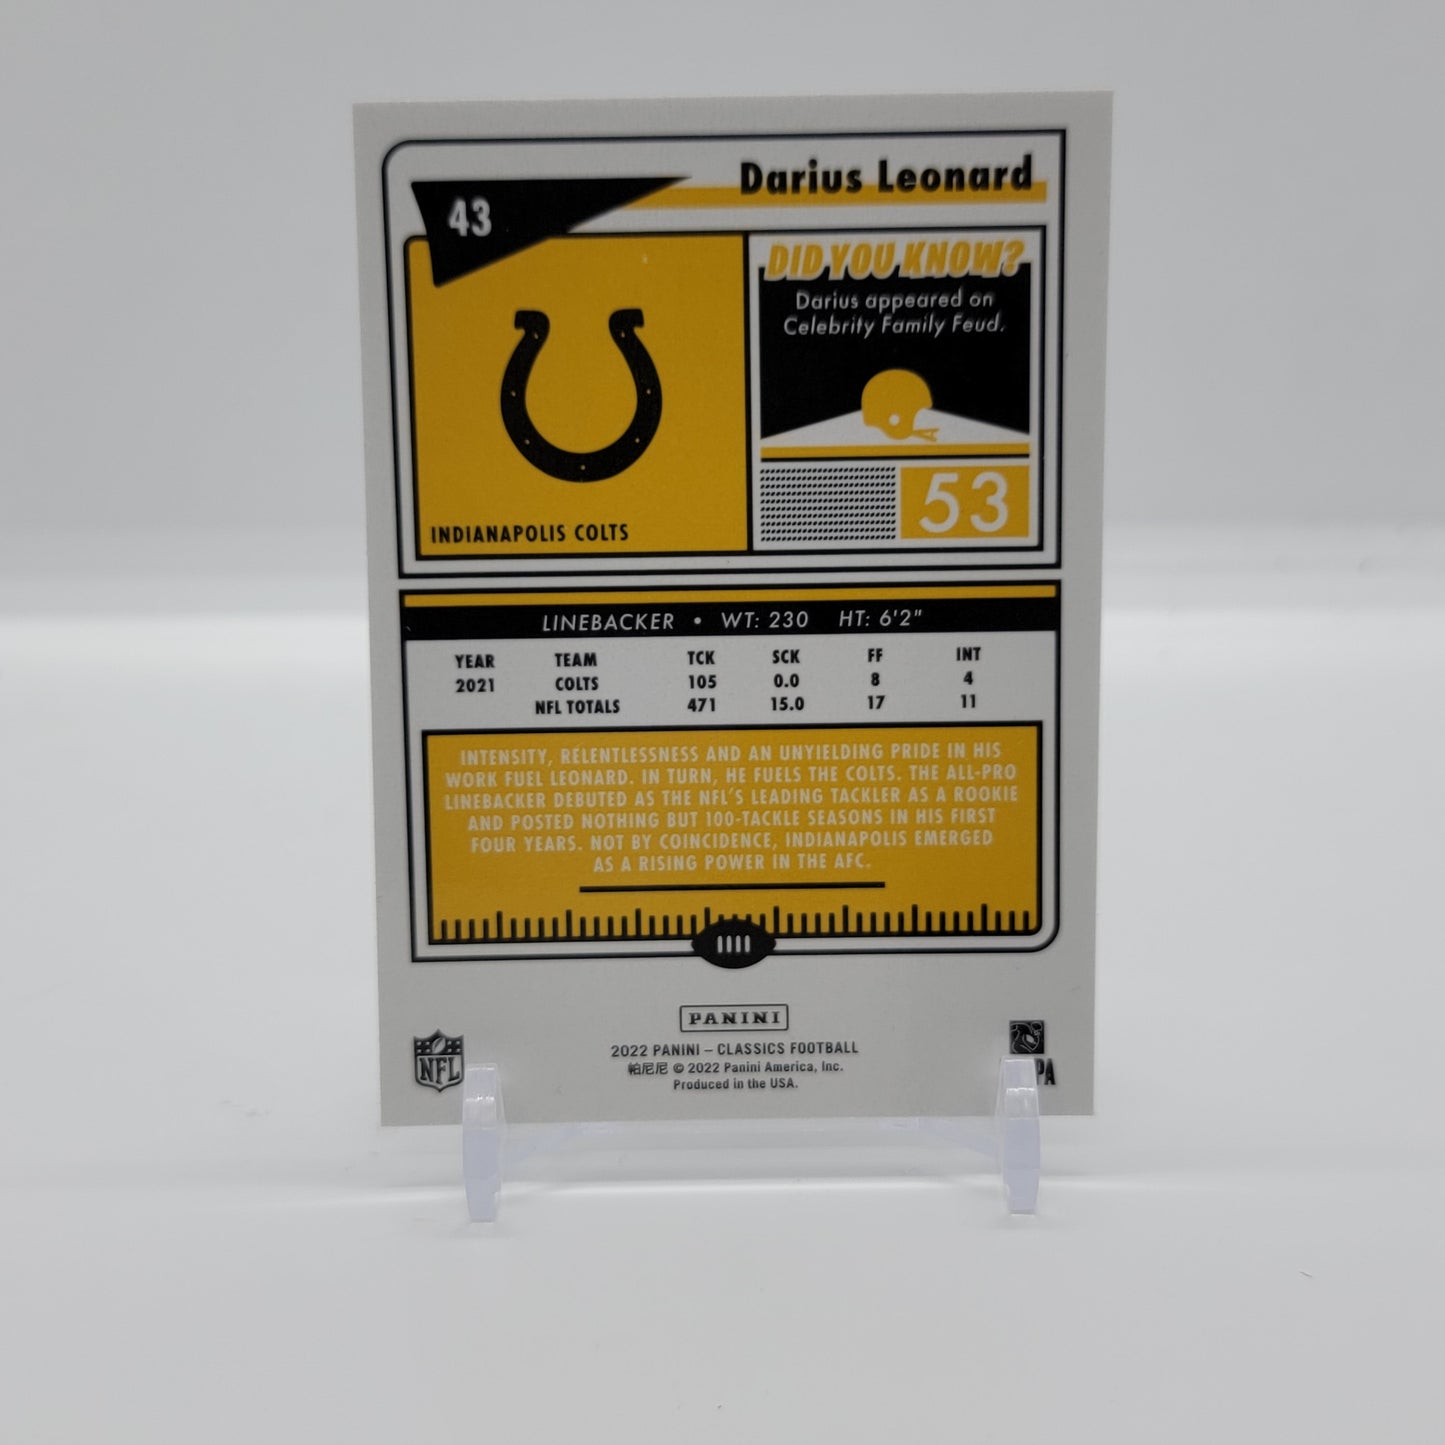 43
Darius Leonard
DID YOU KNOW?
Darius appeared on
Celebrity Family Feud.
53
INDIANAPOLIS COLTS
LINEBACKER • WT: 230 HT: 6'2"
YEAR TEAM TCK SCK FF INT
2021 COLTS 105 0.0 8 4
NFL TOTALS 471 15.0 17 11
INTENSITY, RELENTLESSNESS AND AN UNYIELDING PRIDE IN HIS
WORK FUEL LEONARD. IN TURN, HE FUELS THE COLTS. THE ALL-PRO
LINEBACKER DEBUTED AS THE NFL'S LEADING TACKLER AS A ROOKIE
AND POSTED NOTHING BUT 100-TACKLE SEASONS IN HIS FIRST
FOUR YEARS. NOT BY COINCIDENCE, INDIANAPOLIS EMERGED
AS A RISING POWER IN THE AFC.
PANINI
NFL
2022 PANINI – CLASSICS FOOTBALL
帕尼尼 © 2022 Panini America, Inc.
Produced in the USA.